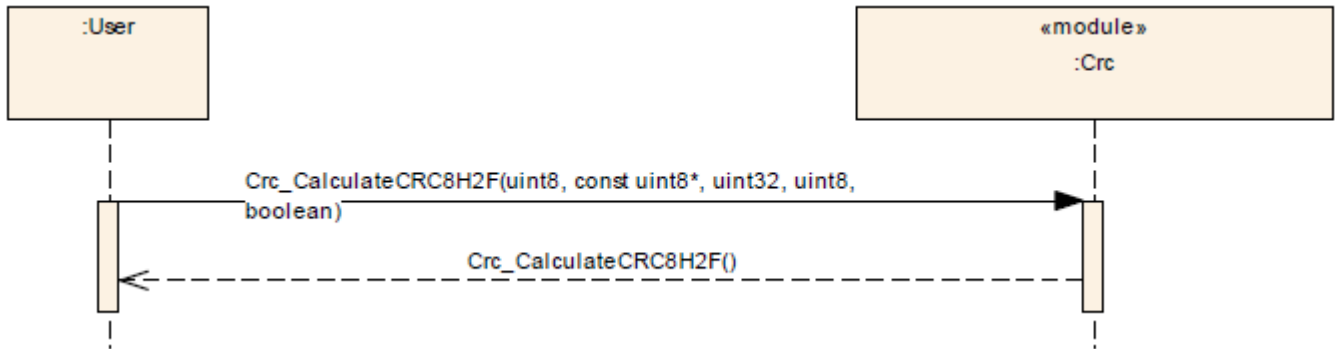 :User
«module»
:Crc
Crc_CalculateCRC8H2F(uint8, const uint8*, uint32, uint8,
boolean)
Crc_CalculateCRC8H2F()